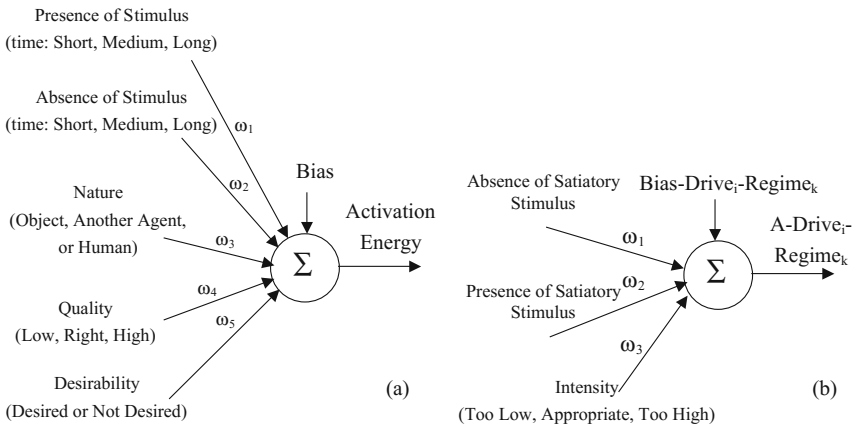 Presence of Stimulus
(time: Short, Medium, Long)
Absence of Stimulus
(time: Short, Medium, Long)
Nature
(Object, Another Agent,
or Human)
Quality
(Low, Right, High)
Desirability
(Desired or Not Desired)
ω1
ω2
ω3
ω4
ω5
Bias
Σ
Activation
Energy
(a)
Absence of Satiatory
Stimulus
Presence of Satiatory
Stimulus
Intensity
(Too Low, Appropriate, Too High)
ω1
ω2
ω3
Bias-Driveᵢ-Regimeₖ
Σ
A-Driveᵢ-
Regimeₖ
(b)